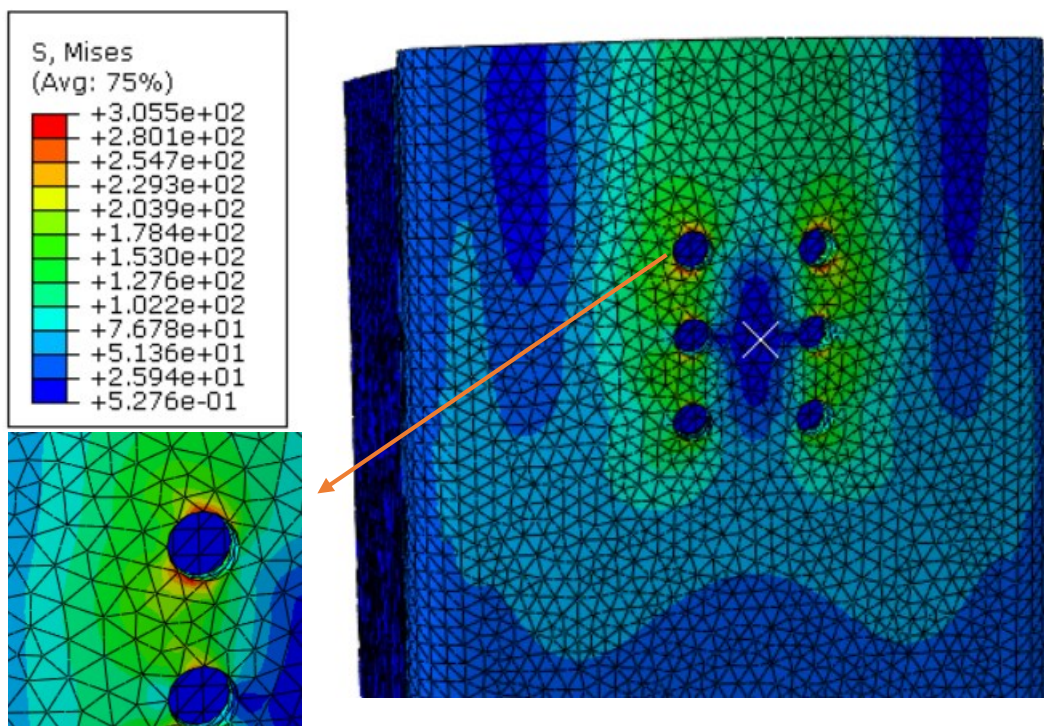 S, Mises
(Avg: 75%)
+3.055e+02
+2.801e+02
+2.547e+02
+2.293e+02
+2.039e+02
+1.784e+02
+1.530e+02
+1.276e+02
+1.022e+02
+7.678e+01
+5.136e+01
+2.594e+01
+5.276e-01